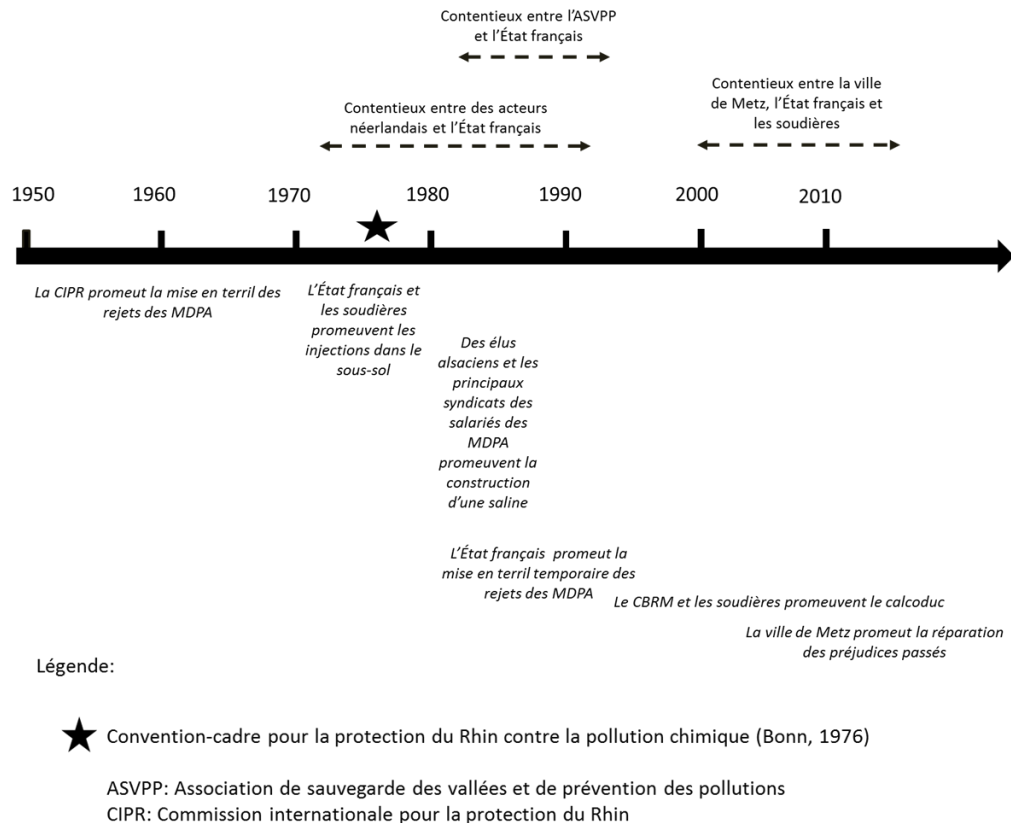 Contentieux entre l'ASVPP
et l'État français
Contentieux entre la ville
de Metz, l'État français et
les soudières
Contentieux entre des acteurs
néerlandais et l'État français
1950 1960 1970 1980 1990 2000 2010
La CIPR promeut la mise en terril des
rejets des MDPA
L'État français et
les soudières
promeuvent les
injections dans le
sous-sol
Des élus
alsaciens et les
principaux
syndicats des
salariés des
MDPA
promeuvent la
construction
d'une saline
L'État français promeut la
mise en terril temporaire des
rejets des MDPA
Le CBRM et les soudières promeuvent le calcoduc
La ville de Metz promeut la réparation
des préjudices passés
Légende:
Convention-cadre pour la protection du Rhin contre la pollution chimique (Bonn, 1976)
ASVPP: Association de sauvegarde des vallées et de prévention des pollutions
CIPR: Commission internationale pour la protection du Rhin